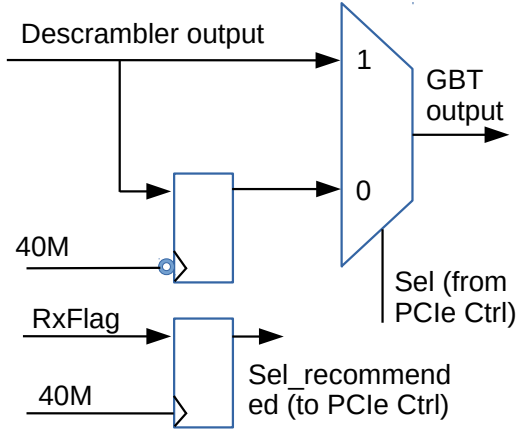 Descrambler output
1
GBT
output
0
40M
Sel (from
PCIe Ctrl)
RxFlag
Sel_recommend
ed (to PCIe Ctrl)
40M